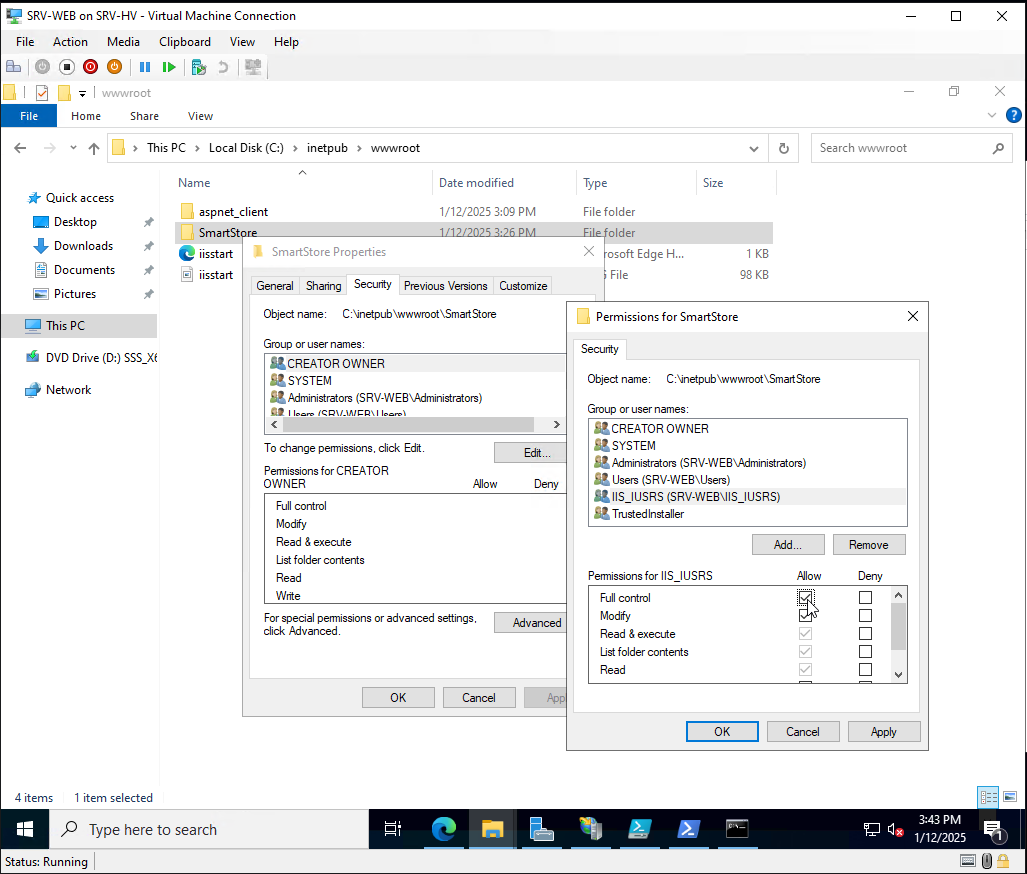 SRV-WEB on SRV-HV - Virtual Machine Connection
File Action Media Clipboard View Help
wwwroot
File Home Share View
This PC Local Disk (C:) inetpub wwwroot
Search wwwroot
Name Date modified Type Size
Quick access
Desktop
Downloads
Documents
Pictures
This PC
DVD Drive (D:) SSS_X6
Network
aspnet_client 1/12/2025 3:09 PM File folder
SmartStore 1/12/2025 3:26 PM File folder
iisstart rosoft Edge H... 1 KB
iisstart File 98 KB
SmartStore Properties
General Sharing Security Previous Versions Customize
Object name: C:\inetpub\wwwroot\SmartStore
Group or user names:
CREATOR OWNER
SYSTEM
Administrators (SRV-WEB\Administrators)
Users (SRV-WEB\Users)
To change permissions, click Edit.
Edit...
Permissions for CREATOR
OWNER Allow Deny
Full control
Modify
Read & execute
List folder contents
Read
Write
For special permissions or advanced settings,
click Advanced.
Advanced
OK Cancel App
Permissions for SmartStore
Security
Object name: C:\inetpub\wwwroot\SmartStore
Group or user names:
CREATOR OWNER
SYSTEM
Administrators (SRV-WEB\Administrators)
Users (SRV-WEB\Users)
IIS_IUSRS (SRV-WEB\IIS_IUSRS)
TrustedInstaller
Add... Remove
Permissions for IIS_IUSRS Allow Deny
Full control
Modify
Read & execute
List folder contents
Read
OK Cancel Apply
4 items 1 item selected
Type here to search
3:43 PM
1/12/2025
1
Status: Running